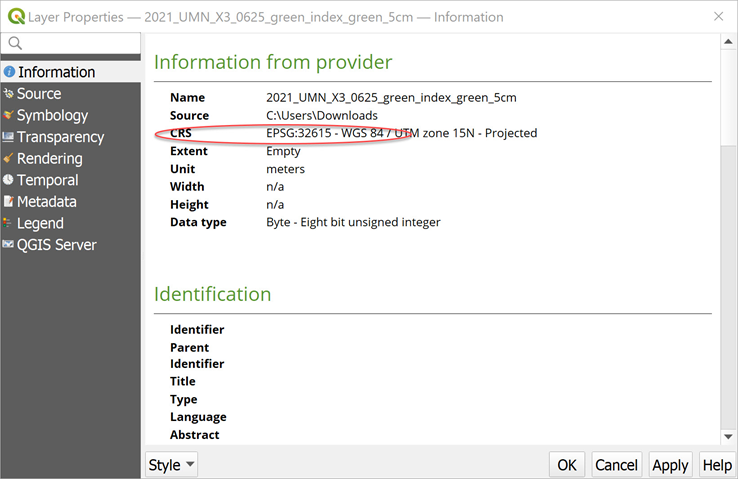 Layer Properties — 2021_UMN_X3_0625_green_index_green_5cm — Information
Information
Source
Symbology
Transparency
Rendering
Temporal
Metadata
Legend
QGIS Server
Information from provider
Name 2021_UMN_X3_0625_green_index_green_5cm
Source C:\Users\Downloads
CRS EPSG:32615 - WGS 84 / UTM zone 15N - Projected
Extent Empty
Unit meters
Width n/a
Height n/a
Data type Byte - Eight bit unsigned integer
Identification
Identifier
Parent
Identifier
Title
Type
Language
Abstract
Style OK Cancel Apply Help